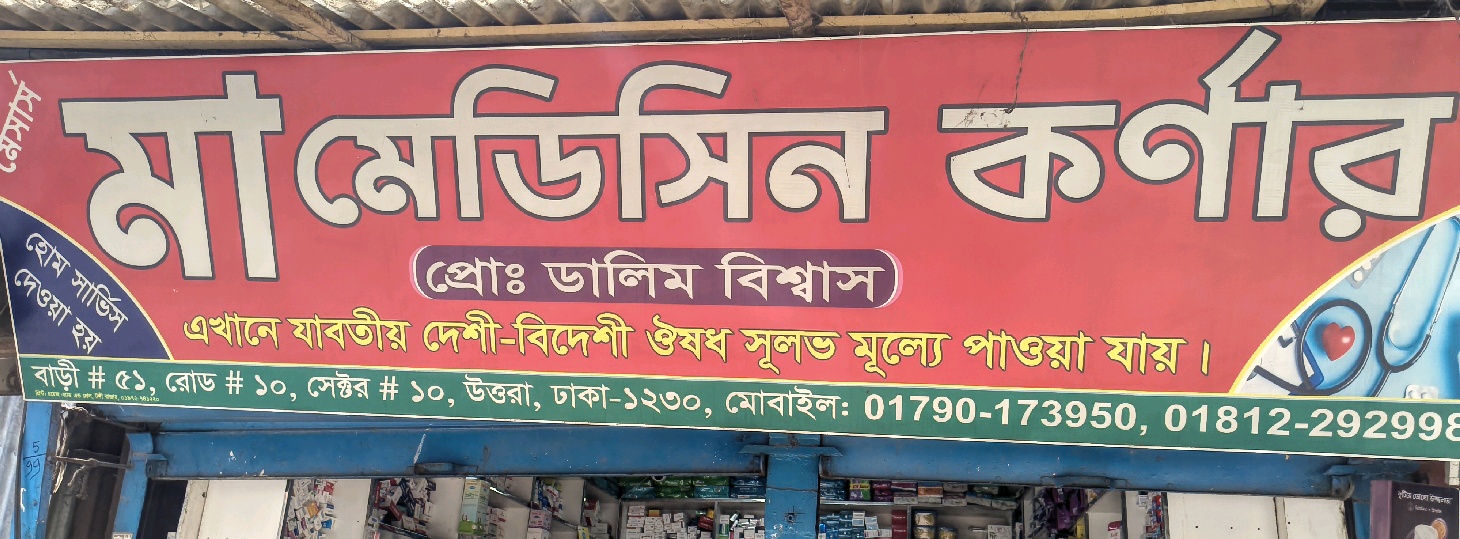 মেসার্স
মা মেডিসিন কর্ণার
প্রোঃ ডালিম বিশ্বাস
হোম সার্ভিস
দেওয়া হয়
এখানে যাবতীয় দেশী-বিদেশী ঔষধ সূলভ মূল্যে পাওয়া যায়।
বাড়ী # ৫১, রোড # ১০, সেক্টর # ১০, উত্তরা, ঢাকা-১২৩০, মোবাইল: 01790-173950, 01812-292998